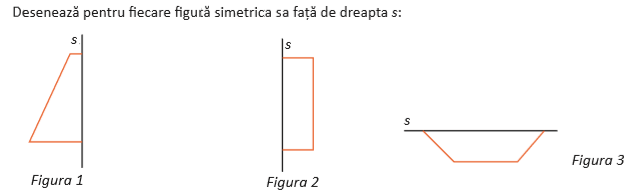 Desenează pentru fiecare figură simetrica sa față de dreapta s:
s
s
s
Figura 1
Figura 2
Figura 3